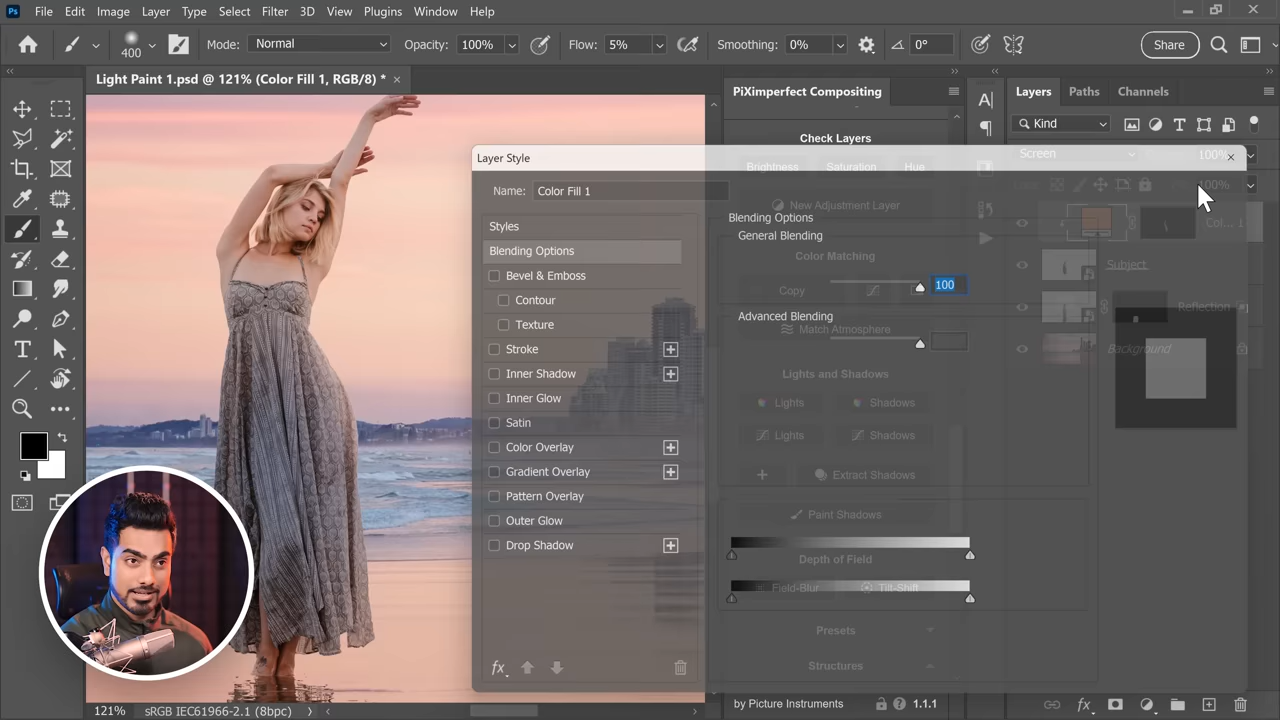 Ps File Edit Image Layer Type Select Filter 3D View Plugins Window Help
400 Mode: Normal Opacity: 100% Flow: 5% Smoothing: 0% 0° Share
Light Paint 1.psd @ 121% (Color Fill 1, RGB/8) * ×
PiXimperfect Compositing
Layers Paths Channels
Kind
Check Layers
Screen 100%
Layer Style
Brightness Saturation Hue
100%
Name: Color Fill 1
New Adjustment Layer
Blending Options
Col... 1
Styles
General Blending
Blending Options
Color Matching
Subject
Bevel & Emboss
Copy
100
Contour
Reflection
Advanced Blending
Texture
Match Atmosphere
Stroke
Background
Inner Shadow
Lights and Shadows
Inner Glow
Lights Shadows
Satin
Lights Shadows
Color Overlay
Gradient Overlay
Extract Shadows
Pattern Overlay
Outer Glow
Paint Shadows
Drop Shadow
Depth of Field
Field-Blur Tilt-Shift
Presets
fx
Structures
121% sRGB IEC61966-2.1 (8bpc)
by Picture Instruments 1.1.1
fx